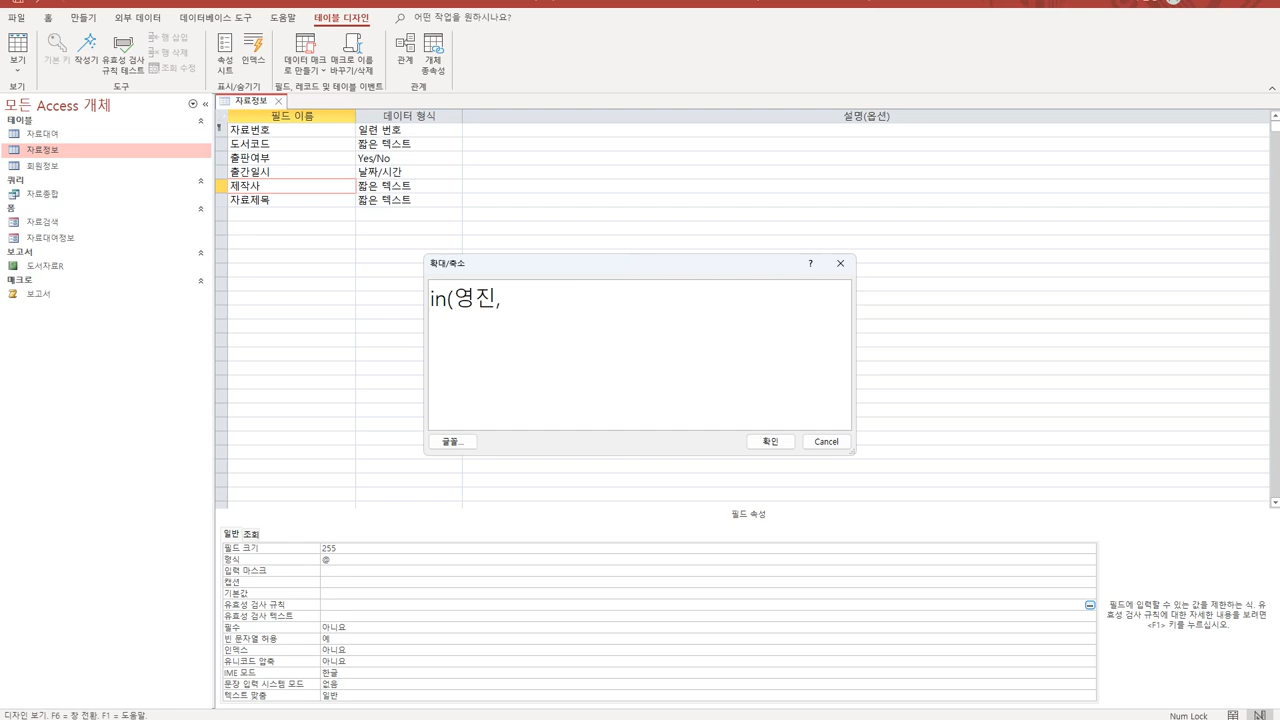 파일 홈 만들기 외부 데이터 데이터베이스 도구 도움말 테이블 디자인 어떤 작업을 원하시나요?
보기 기본 키 작성기 유효성 검사 규칙 테스트 행 삽입 행 삭제 조회 수정 속성 시트 인덱스 데이터 매크로 만들기 매크로 이름 바꾸기/삭제 관계 개체 종속성
보기 도구 표시/숨기기 필드, 레코드 및 테이블 이벤트 관계
모든 Access 개체
테이블
자료대여
자료정보
회원정보
쿼리
자료종합
폼
자료검색
자료대여정보
보고서
도서자료R
매크로
보고서
자료정보
필드 이름 데이터 형식 설명(옵션)
자료번호 일련 번호
도서코드 짧은 텍스트
출판여부 Yes/No
출간일시 날짜/시간
제작사 짧은 텍스트
자료제목 짧은 텍스트
확대/축소 ?
in(영진,
글꼴... 확인 Cancel
필드 속성
일반 조회
필드 크기 255
형식 @
입력 마스크
캡션
기본값
유효성 검사 규칙
유효성 검사 텍스트
필수 아니요
빈 문자열 허용 예
인덱스 아니요
유니코드 압축 아니요
IME 모드 한글
문장 입력 시스템 모드 없음
텍스트 맞춤 일반
필드에 입력할 수 있는 값을 제한하는 식. 유
효성 검사 규칙에 대한 자세한 내용을 보려면
<F1> 키를 누르십시오.
디자인 보기. F6 = 창 전환. F1 = 도움말.
Num Lock